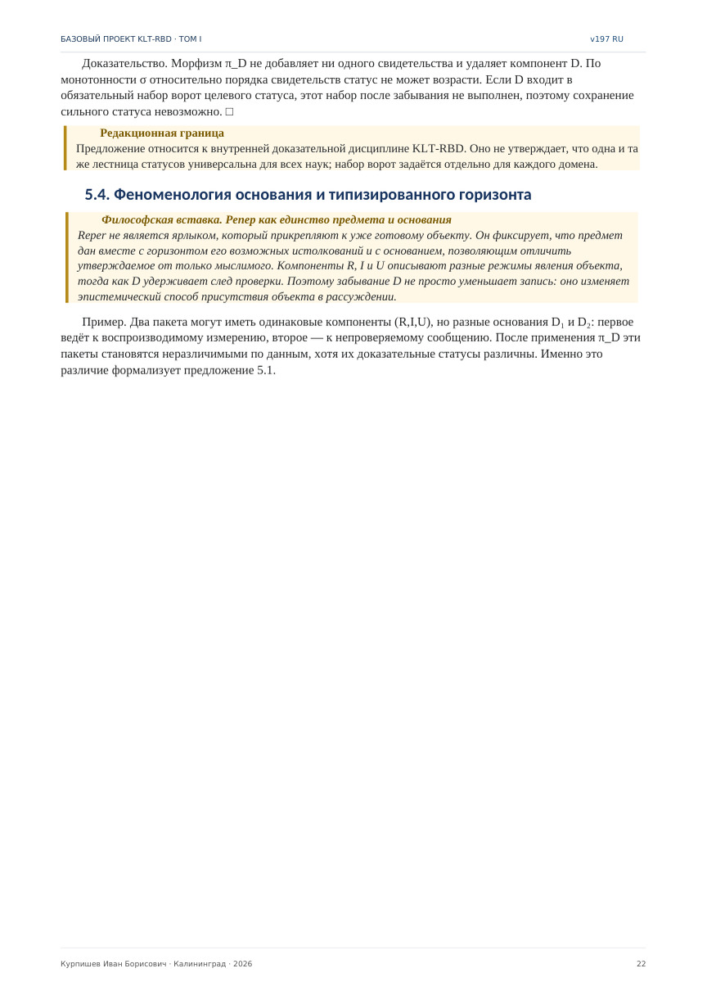 БАЗОВЫЙ ПРОЕКТ KLT-RBD · ТОМ I
v197 RU
Доказательство. Морфизм π_D не добавляет ни одного свидетельства и удаляет компонент D. По
монотонности σ относительно порядка свидетельств статус не может возрасти. Если D входит в
обязательный набор ворот целевого статуса, этот набор после забывания не выполнен, поэтому сохранение
сильного статуса невозможно. □
Редакционная граница
Предложение относится к внутренней доказательной дисциплине KLT-RBD. Оно не утверждает, что одна и та
же лестница статусов универсальна для всех наук; набор ворот задаётся отдельно для каждого домена.
5.4. Феноменология основания и типизированного горизонта
Философская вставка. Репер как единство предмета и основания
Reper не является ярлыком, который прикрепляют к уже готовому объекту. Он фиксирует, что предмет
дан вместе с горизонтом его возможных истолкований и с основанием, позволяющим отличить
утверждаемое от только мыслимого. Компоненты R, I и U описывают разные режимы явления объекта,
тогда как D удерживает след проверки. Поэтому забывание D не просто уменьшает запись: оно изменяет
эпистемический способ присутствия объекта в рассуждении.
Пример. Два пакета могут иметь одинаковые компоненты (R,I,U), но разные основания D₁ и D₂: первое
ведёт к воспроизводимому измерению, второе — к непроверяемому сообщению. После применения π_D эти
пакеты становятся неразличимыми по данным, хотя их доказательные статусы различны. Именно это
различие формализует предложение 5.1.
Курпишев Иван Борисович · Калининград · 2026
22